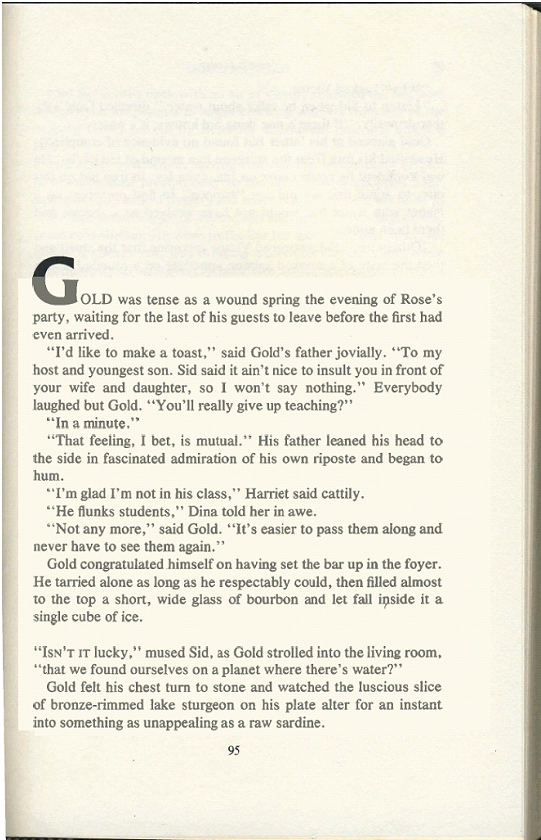 GOLD was tense as a wound spring the evening of Rose's
party, waiting for the last of his guests to leave before the first had
even arrived.
“I'd like to make a toast,” said Gold's father jovially. “To my
host and youngest son. Sid said it ain't nice to insult you in front of
your wife and daughter, so I won't say nothing.” Everybody
laughed but Gold. “You'll really give up teaching?”
“In a minute.”
“That feeling, I bet, is mutual.” His father leaned his head to
the side in fascinated admiration of his own riposte and began to
hum.
“I'm glad I'm not in his class,” Harriet said cattily.
“He flunks students,” Dina told her in awe.
“Not any more,” said Gold. “It's easier to pass them along and
never have to see them again.”
Gold congratulated himself on having set the bar up in the foyer.
He tarried alone as long as he respectably could, then filled almost
to the top a short, wide glass of bourbon and let fall inside it a
single cube of ice.
“ISN'T IT lucky,” mused Sid, as Gold strolled into the living room,
“that we found ourselves on a planet where there's water?”
Gold felt his chest turn to stone and watched the luscious slice
of bronze-rimmed lake sturgeon on his plate alter for an instant
into something as unappealing as a raw sardine.
95